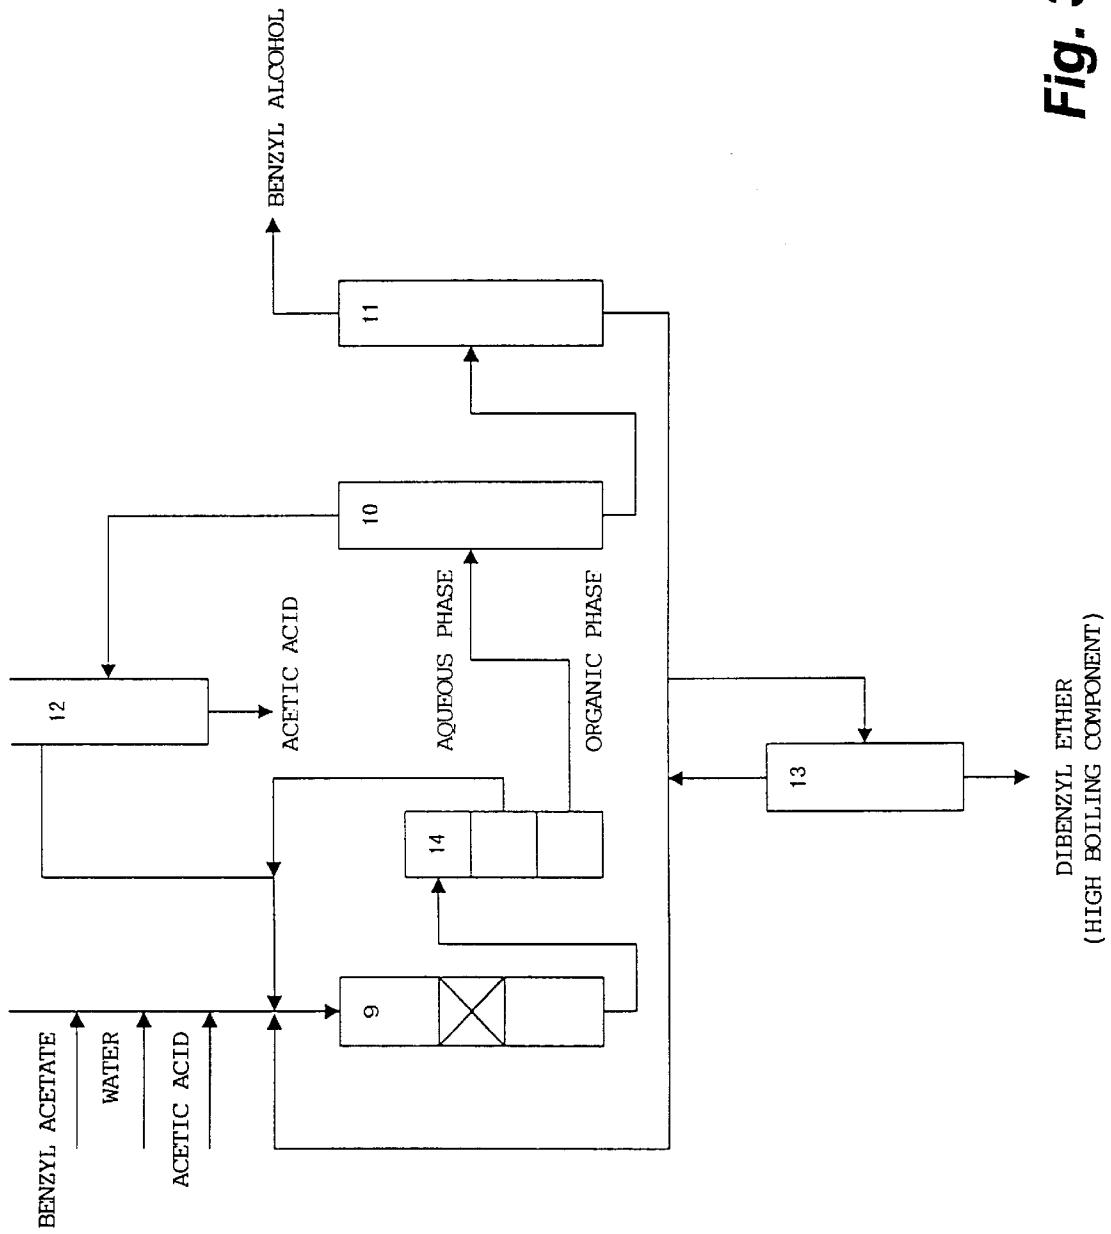 BENZYL ACETATE
WATER
ACETIC ACID
9
14
12
ACETIC ACID
AQUEOUS PHASE
ORGANIC PHASE
10
11
BENZYL ALCOHOL
13
DIBENZYL ETHER
(HIGH BOILING COMPONENT)
Fig. 3